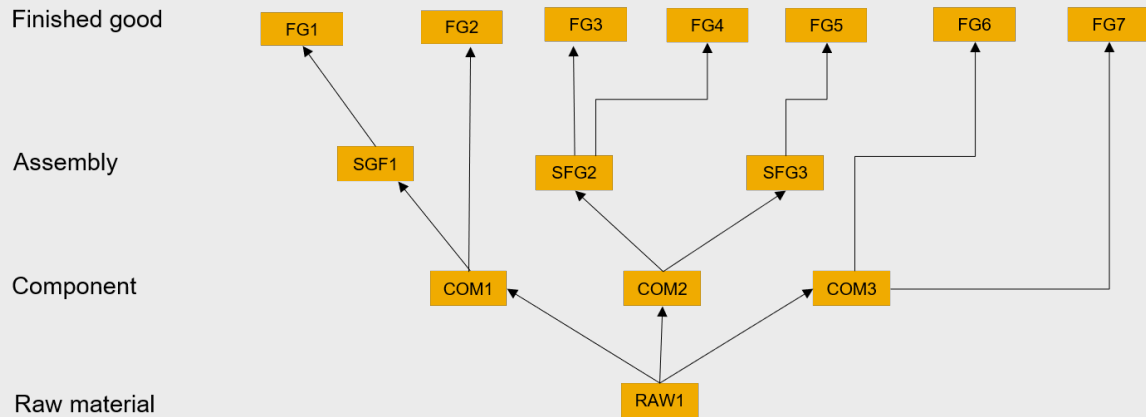 Finished good
FG1
FG2
FG3
FG4
FG5
FG6
FG7
Assembly
SGF1
SFG2
SFG3
Component
COM1
COM2
COM3
Raw material
RAW1